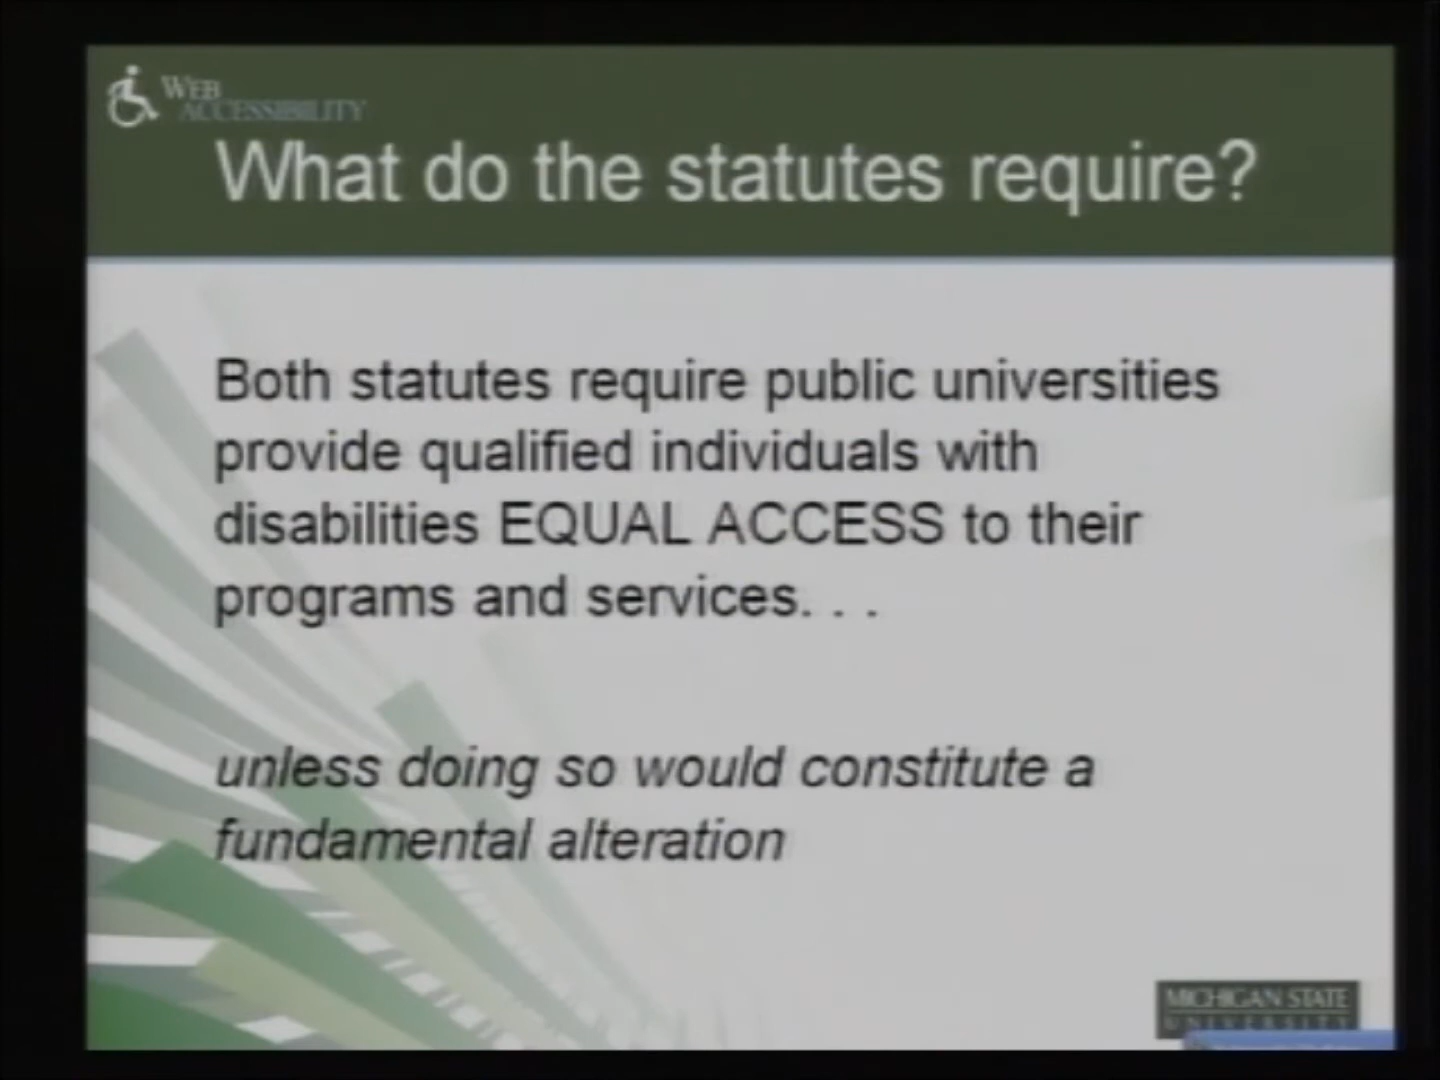 WEB
ACCESSIBILITY
What do the statutes require?
Both statutes require public universities
provide qualified individuals with
disabilities EQUAL ACCESS to their
programs and services. . .
unless doing so would constitute a
fundamental alteration
MICHIGAN STATE
UNIVERSITY